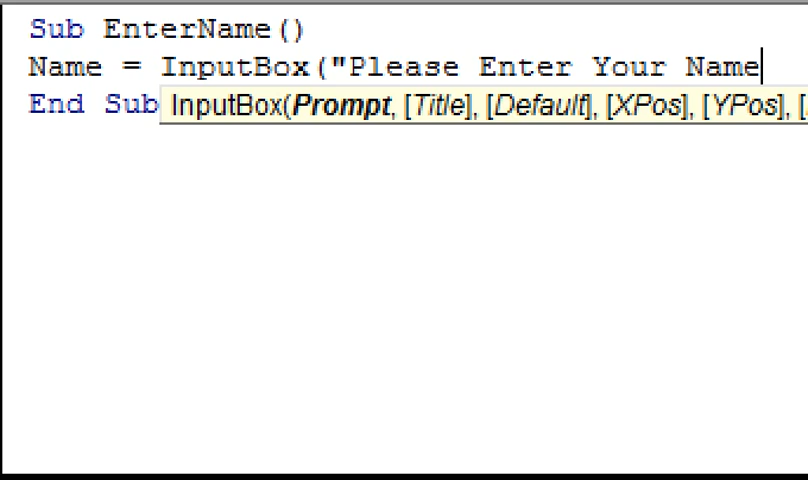 Sub EnterName()
Name = InputBox("Please Enter Your Name
End Sub
InputBox(Prompt, [Title], [Default], [XPos], [YPos], [